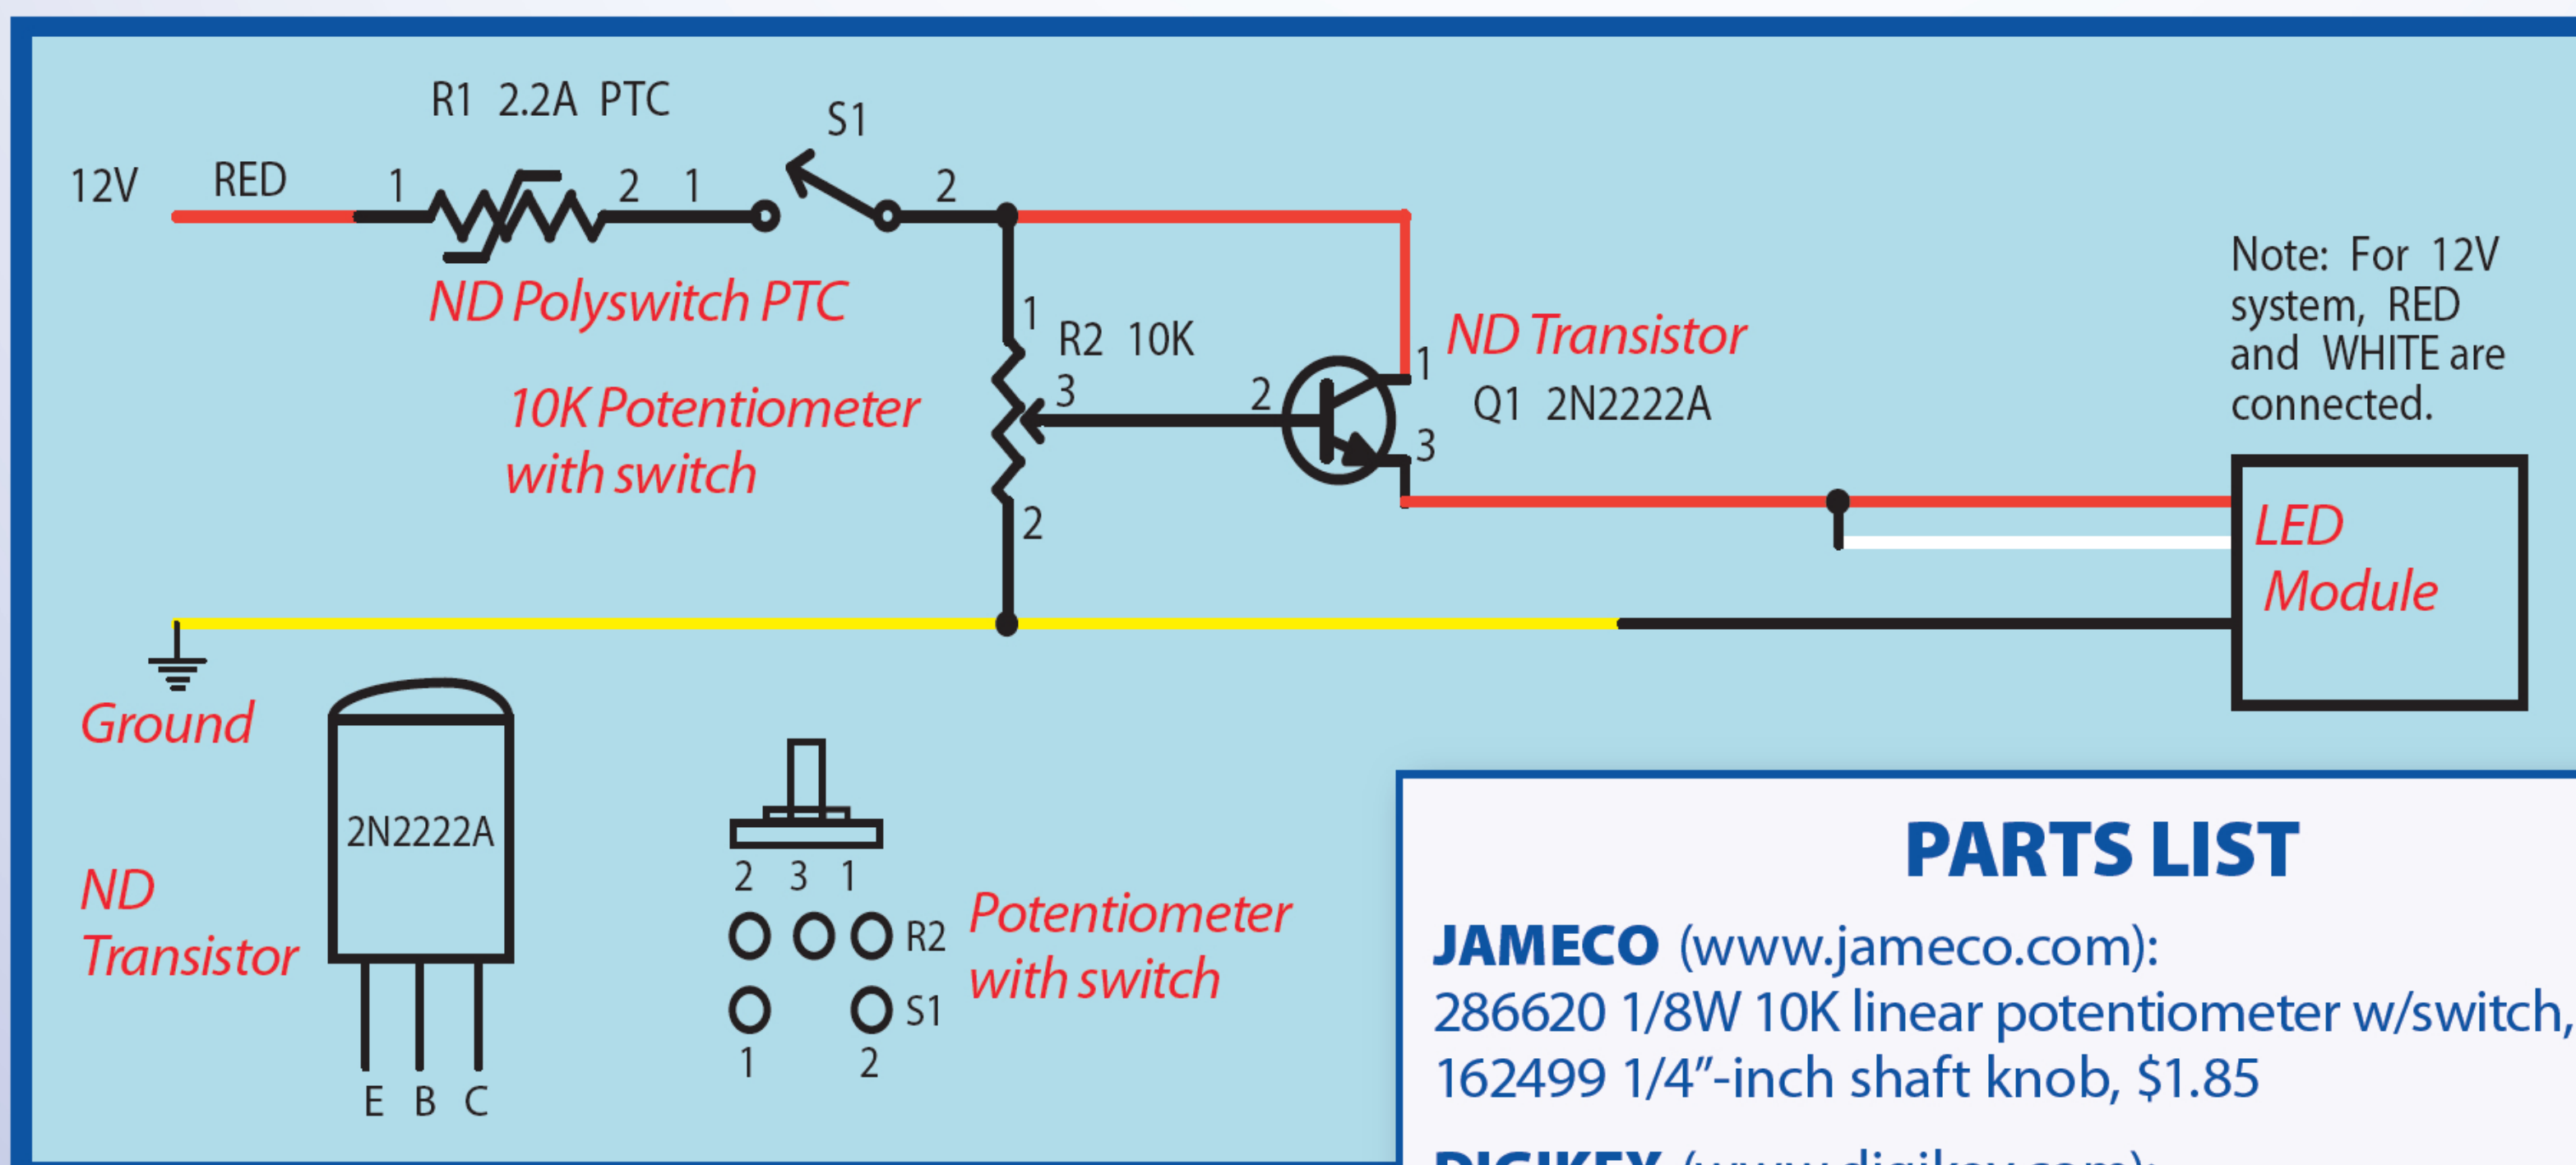 R1 2.2A PTC
S1
12V RED 1 2 1 2
ND Polyswitch PTC
1
R2 10K
3
2
10K Potentiometer
with switch
2
ND Transistor
1
Q1 2N2222A
3
Note: For 12V
system, RED
and WHITE are
connected.
LED
Module
Ground
2N2222A
ND
Transistor
E B C
2 3 1
R2
S1
1 2
Potentiometer
with switch
PARTS LIST
JAMECO (www.jameco.com):
286620 1/8W 10K linear potentiometer w/switch,
162499 1/4”-inch shaft knob, $1.85
DIGIKEY (www.digikey.com):